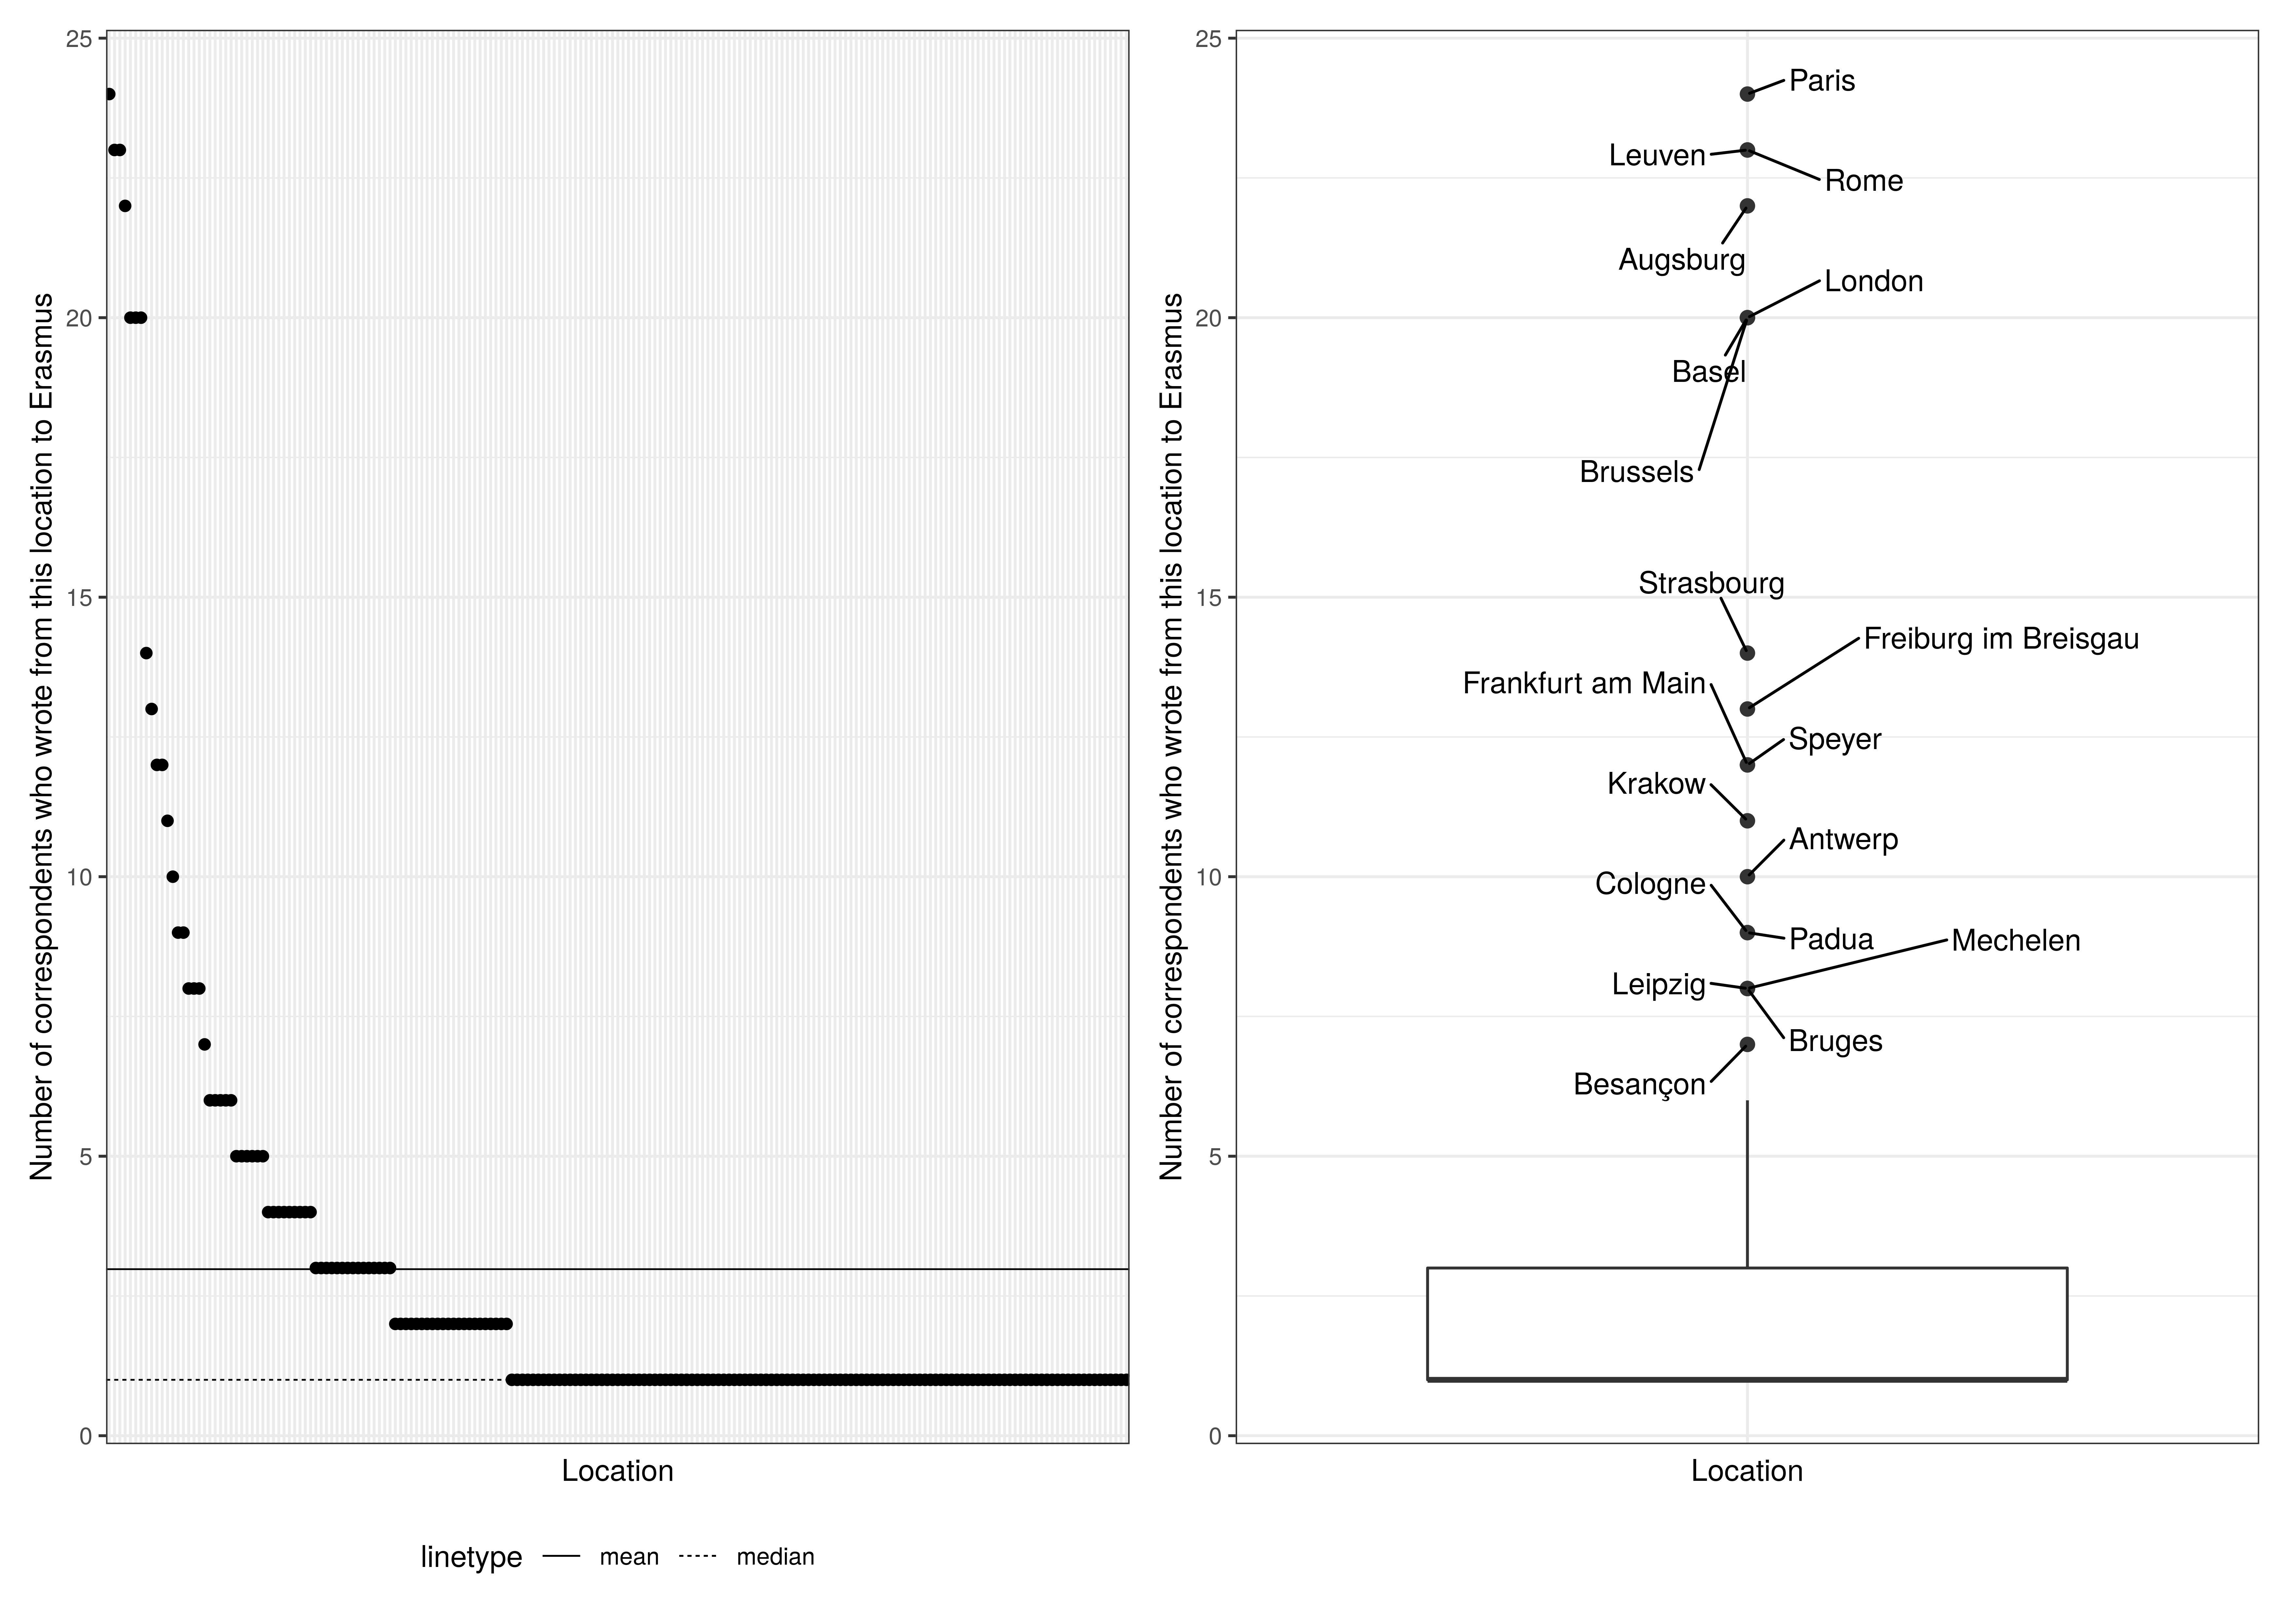 Number of correspondents who wrote from this location to Erasmus
25
20
15
10
5
0
Location
linetype mean median
Number of correspondents who wrote from this location to Erasmus
25
20
15
10
5
0
Paris
Leuven
Rome
Augsburg
London
Basel
Brussels
Strasbourg
Freiburg im Breisgau
Frankfurt am Main
Speyer
Krakow
Antwerp
Cologne
Padua
Mechelen
Leipzig
Bruges
Besançon
Location